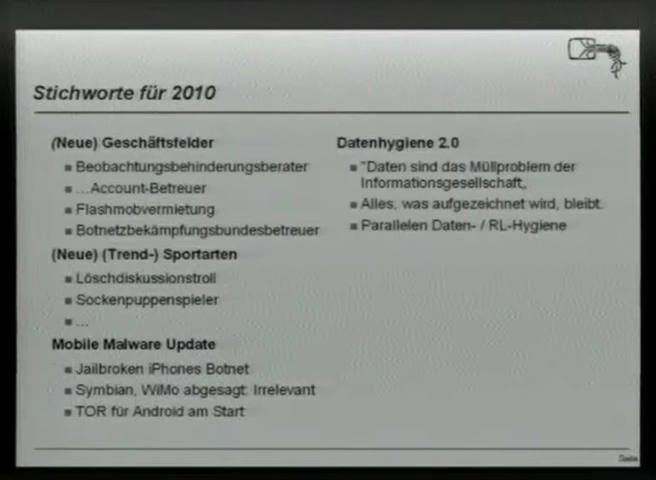 Stichworte für 2010
(Neue) Geschäftsfelder
Beobachtungsbehinderungsberater
...Account-Betreuer
Flashmobvermietung
Botnetzbekämpfungsbundesbetreuer
(Neue) (Trend-) Sportarten
Löschdiskussionstroll
Sockenpuppenspieler
...
Mobile Malware Update
Jailbroken iPhones Botnet
Symbian, WiMo abgesagt: Irrelevant
TOR für Android am Start
Datenhygiene 2.0
"Daten sind das Müllproblem der
Informationsgesellschaft„
Alles, was aufgezeichnet wird, bleibt.
Parallelen Daten- / RL-Hygiene
Seite